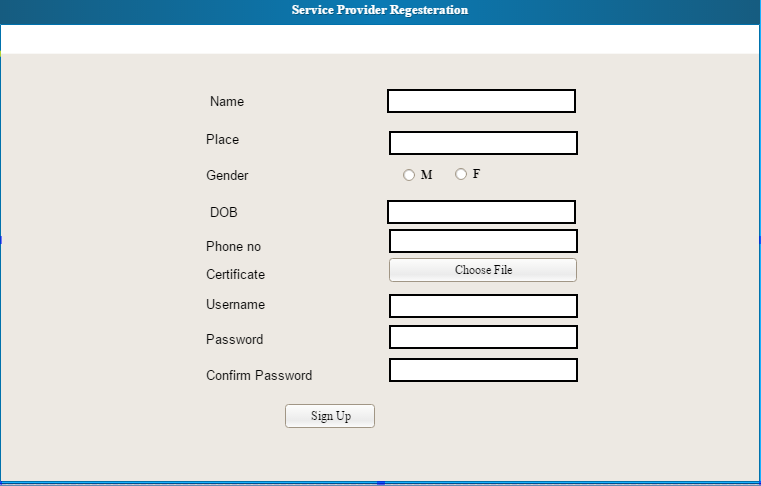 Service Provider Regesteration
Name
Place
Gender M F
DOB
Phone no
Certificate Choose File
Username
Password
Confirm Password
Sign Up